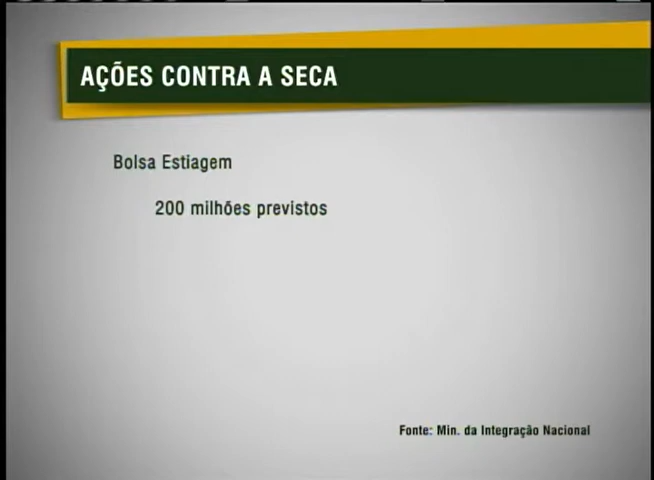 AÇÕES CONTRA A SECA
Bolsa Estiagem
200 milhões previstos
Fonte: Min. da Integração Nacional